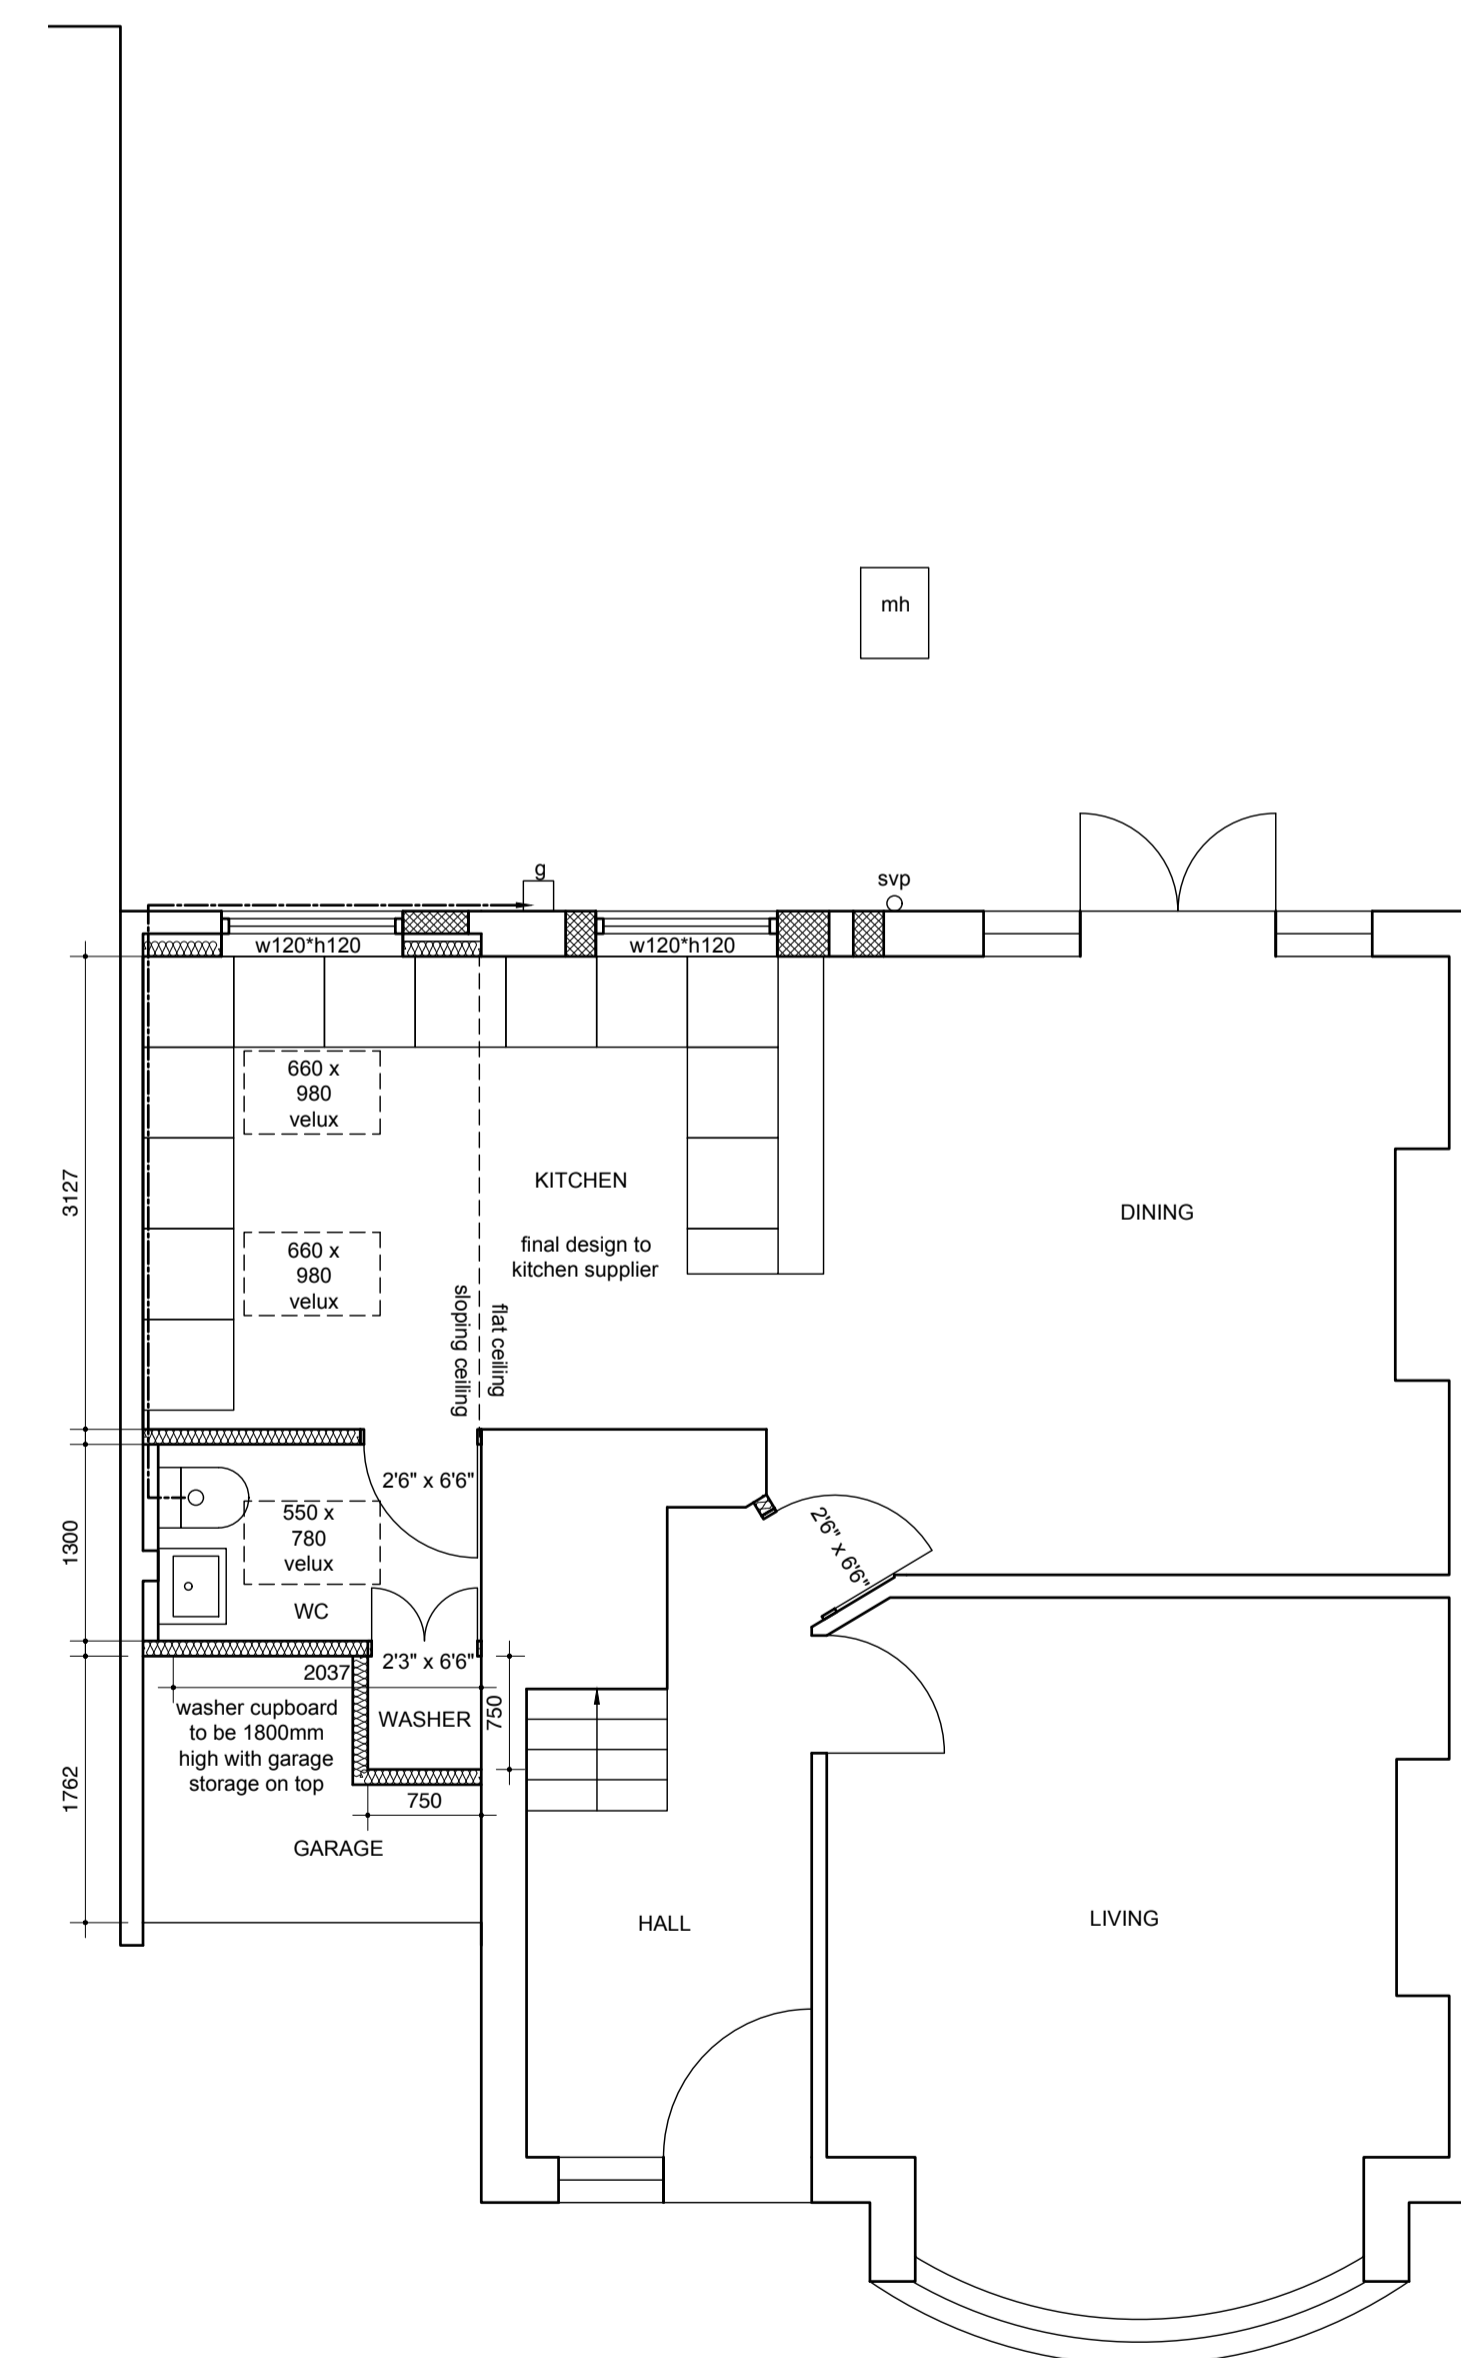 mh
g
svp
w120*h120
w120*h120
660 x
980
velux
KITCHEN
final design to
kitchen supplier
DINING
3127
660 x
980
velux
sloping ceiling
flat ceiling
2'6" x 6'6"
2'6" x 6'6"
550 x
780
velux
1300
WC
2'3" x 6'6"
2037
washer cupboard
to be 1800mm
high with garage
storage on top
WASHER
750
750
1762
GARAGE
HALL
LIVING